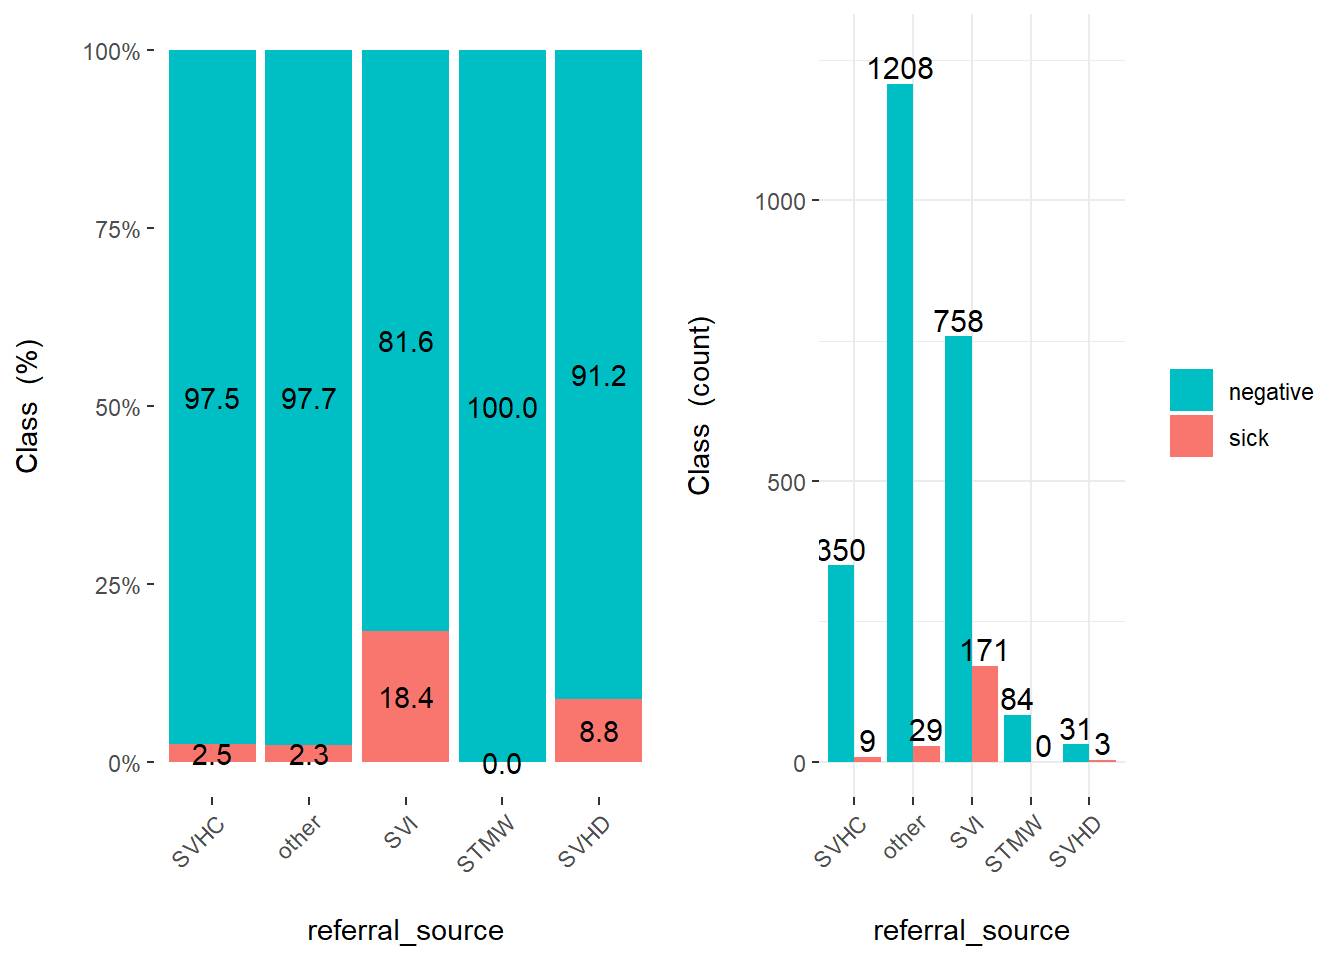 100%
75%
50%
25%
0%
Class (%)
97.5
97.7
81.6
100.0
91.2
2.5
2.3
18.4
0.0
8.8
SVHC
other
SVI
STMW
SVHD
referral_source
1000
500
0
Class (count)
350
9
1208
29
758
171
84
0
31
3
SVHC
other
SVI
STMW
SVHD
referral_source
negative
sick